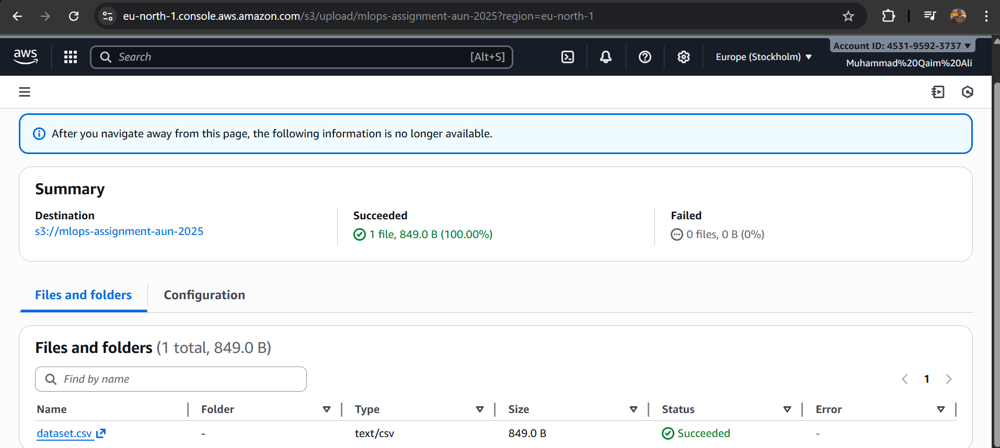 eu-north-1.console.aws.amazon.com/s3/upload/mlops-assignment-aun-2025?region=eu-north-1
aws
Search [Alt+S]
Europe (Stockholm)
Account ID: 4531-9592-3737
Muhammad%20Qaim%20Ali
After you navigate away from this page, the following information is no longer available.
Summary
Destination Succeeded Failed
s3://mlops-assignment-aun-2025 1 file, 849.0 B (100.00%) 0 files, 0 B (0%)
Files and folders Configuration
Files and folders (1 total, 849.0 B)
Find by name
1
Name Folder Type Size Status Error
dataset.csv - text/csv 849.0 B Succeeded -